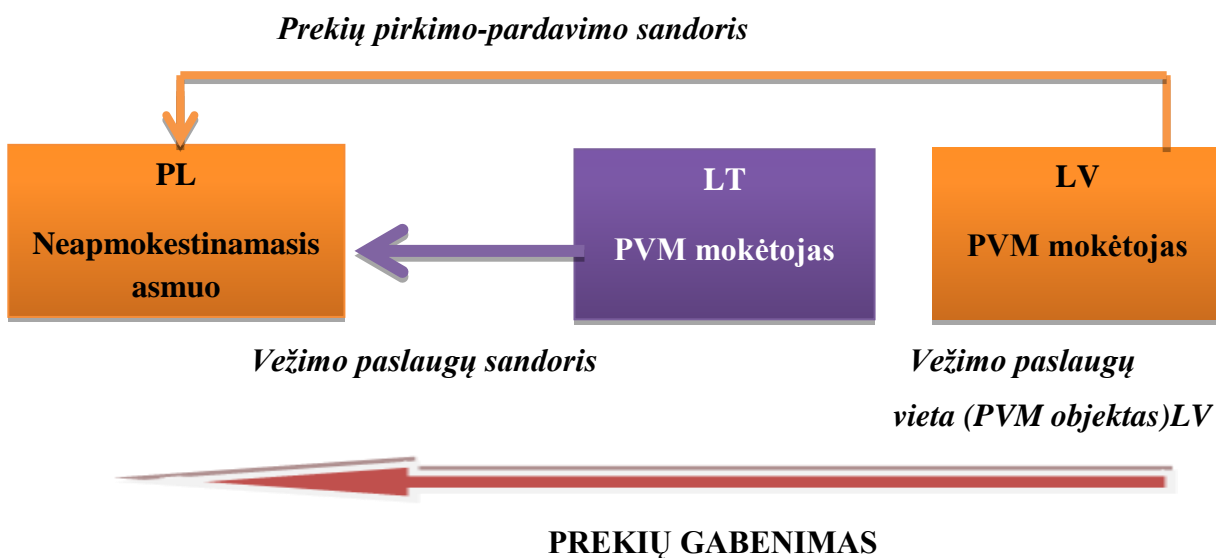 Prekių pirkimo-pardavimo sandoris
PL
Neapmokestinamasis
asmuo
LT
PVM mokėtojas
LV
PVM mokėtojas
Vežimo paslaugų sandoris
Vežimo paslaugų
vieta (PVM objektas)LV
PREKIŲ GABENIMAS